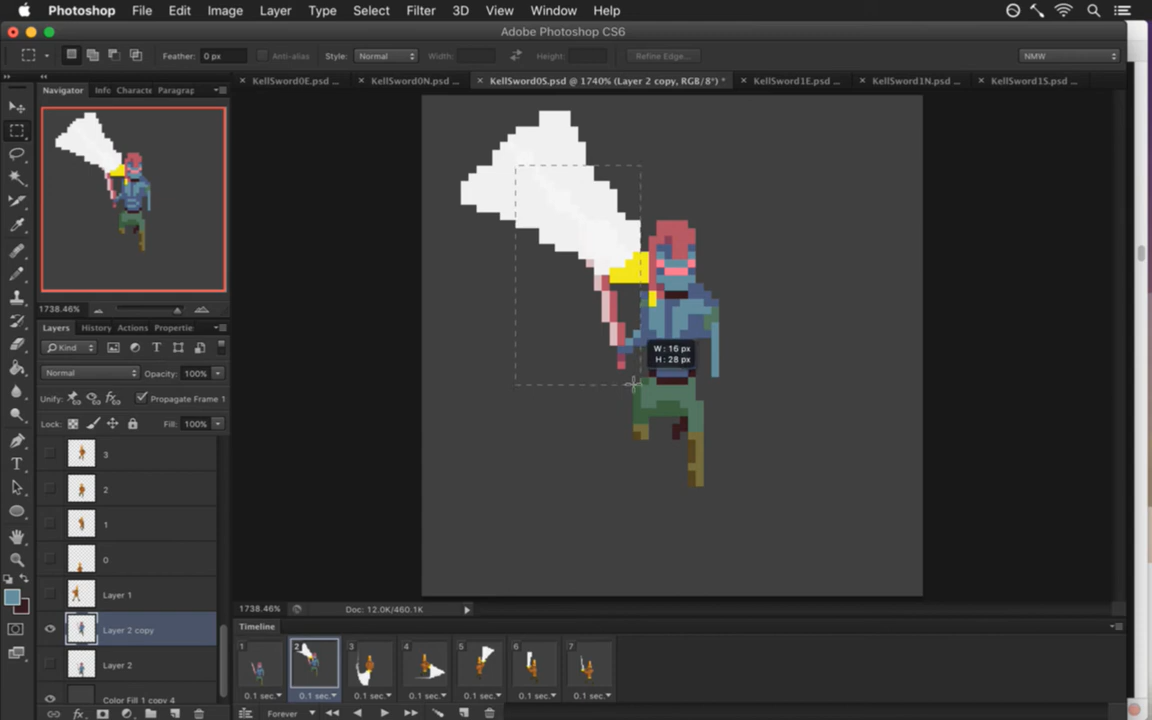 Photoshop File Edit Image Layer Type Select Filter 3D View Window Help
Adobe Photoshop CS6
Feather: 0 px Anti-alias Style: Normal Width: Height: Refine Edge... NMW
Navigator Info Characte Paragrap
KellSword0E.psd ... KellSword0N.psd ... KellSword0S.psd @ 1740% (Layer 2 copy, RGB/8*) * KellSword1E.psd ... KellSword1N.psd ... KellSword1S.psd ...
1738.46%
Layers History Actions Propertie
Kind
Normal Opacity: 100%
Unify: Propagate Frame 1
Lock: Fill: 100%
3
2
1
0
Layer 1
Layer 2 copy
Layer 2
Color Fill 1 copy 4
W: 16 px
H: 28 px
1738.46% Doc: 12.0K/460.1K
Timeline
1 2 3 4 5 6 7
0.1 sec. 0.1 sec. 0.1 sec. 0.1 sec. 0.1 sec. 0.1 sec. 0.1 sec.
Forever